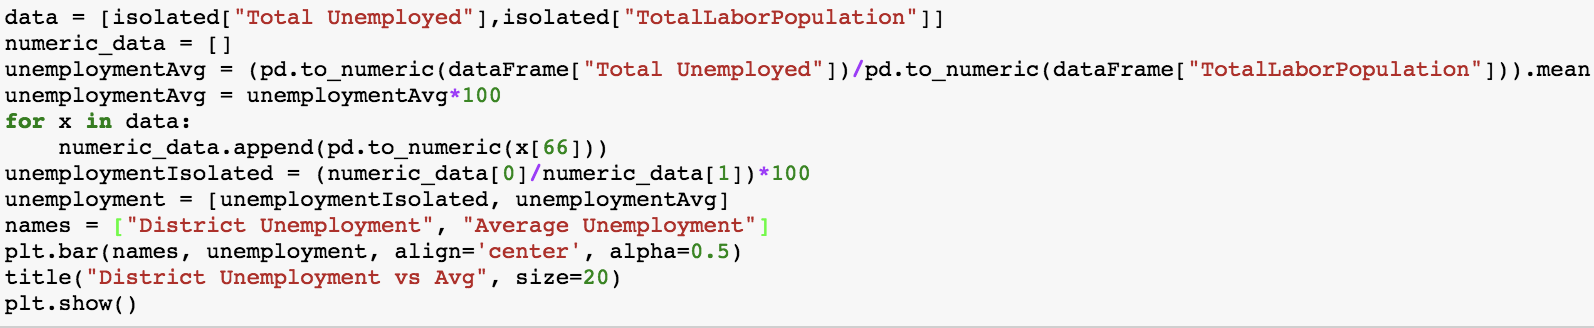 data = [isolated["Total Unemployed"],isolated["TotalLaborPopulation"]]
numeric_data = []
unemploymentAvg = (pd.to_numeric(dataFrame["Total Unemployed"])/pd.to_numeric(dataFrame["TotalLaborPopulation"])).mean
unemploymentAvg = unemploymentAvg*100
for x in data:
    numeric_data.append(pd.to_numeric(x[66]))
unemploymentIsolated = (numeric_data[0]/numeric_data[1])*100
unemployment = [unemploymentIsolated, unemploymentAvg]
names = ["District Unemployment", "Average Unemployment"]
plt.bar(names, unemployment, align='center', alpha=0.5)
title("District Unemployment vs Avg", size=20)
plt.show()